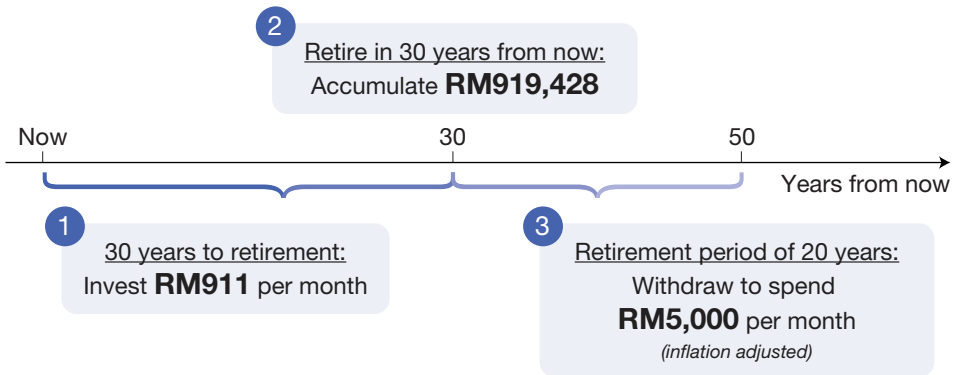 2
Retire in 30 years from now:
Accumulate RM919,428
Now
30
50
Years from now
1
30 years to retirement:
Invest RM911 per month
3
Retirement period of 20 years:
Withdraw to spend
RM5,000 per month
(inflation adjusted)